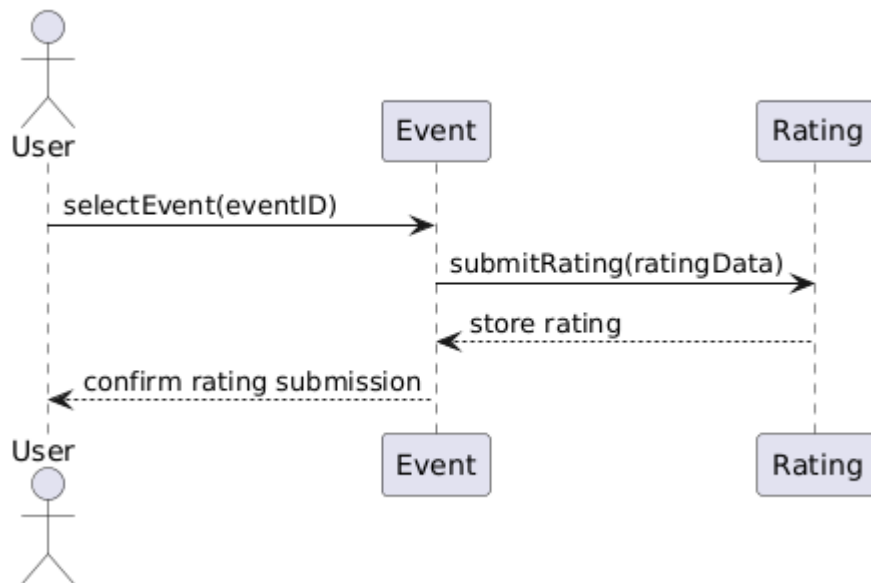 User
Event
Rating
selectEvent(eventID)
submitRating(ratingData)
store rating
confirm rating submission
User
Event
Rating